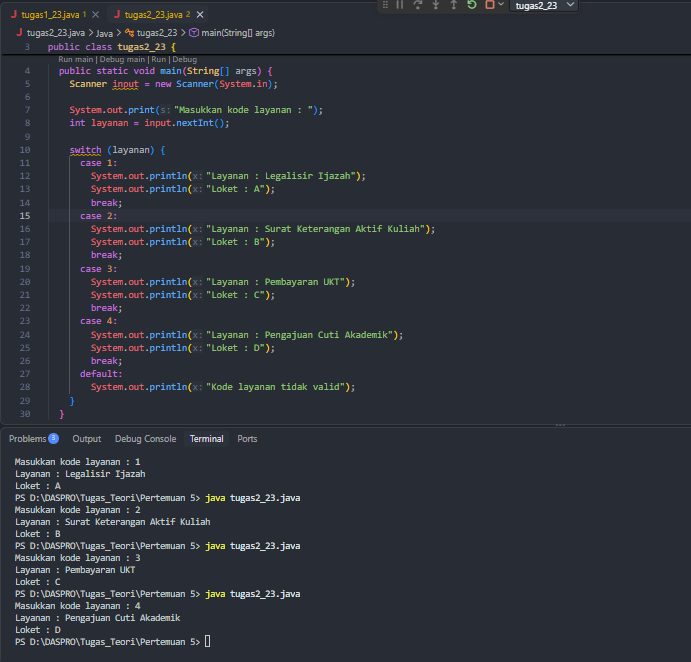 tugas1_23.java 1
tugas2_23.java 2
tugas2_23
tugas2_23.java > Java > tugas2_23 > main(String[] args)
3 public class tugas2_23 {
Run main | Debug main | Run | Debug
4 public static void main(String[] args) {
5 Scanner input = new Scanner(System.in);
6
7 System.out.print(s: "Masukkan kode layanan : ");
8 int layanan = input.nextInt();
9
10 switch (layanan) {
11 case 1:
12 System.out.println(x: "Layanan : Legalisir Ijazah");
13 System.out.println(x: "Loket : A");
14 break;
15 case 2:
16 System.out.println(x: "Layanan : Surat Keterangan Aktif Kuliah");
17 System.out.println(x: "Loket : B");
18 break;
19 case 3:
20 System.out.println(x: "Layanan : Pembayaran UKT");
21 System.out.println(x: "Loket : C");
22 break;
23 case 4:
24 System.out.println(x: "Layanan : Pengajuan Cuti Akademik");
25 System.out.println(x: "Loket : D");
26 break;
27 default:
28 System.out.println(x: "Kode layanan tidak valid");
29 }
30 }
Problems 3 Output Debug Console Terminal Ports
Masukkan kode layanan : 1
Layanan : Legalisir Ijazah
Loket : A
PS D:\DASPRO\Tugas_Teori\Pertemuan 5> java tugas2_23.java
Masukkan kode layanan : 2
Layanan : Surat Keterangan Aktif Kuliah
Loket : B
PS D:\DASPRO\Tugas_Teori\Pertemuan 5> java tugas2_23.java
Masukkan kode layanan : 3
Layanan : Pembayaran UKT
Loket : C
PS D:\DASPRO\Tugas_Teori\Pertemuan 5> java tugas2_23.java
Masukkan kode layanan : 4
Layanan : Pengajuan Cuti Akademik
Loket : D
PS D:\DASPRO\Tugas_Teori\Pertemuan 5>